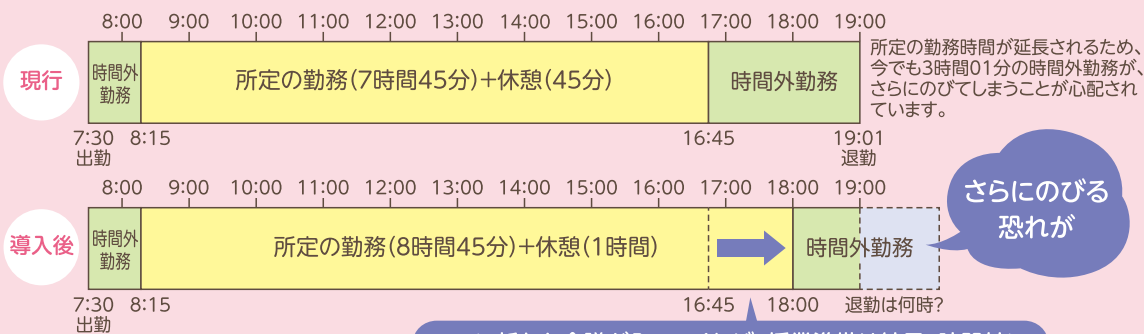 8:00 9:00 10:00 11:00 12:00 13:00 14:00 15:00 16:00 17:00 18:00 19:00
現行
時間外
勤務
所定の勤務(7時間45分)+休憩(45分)
時間外勤務
所定の勤務時間が延長されるため、
今でも3時間01分の時間外勤務が、
さらにのびてしまうことが心配され
ています。
7:30 8:15 16:45 19:01
出勤 退勤
8:00 9:00 10:00 11:00 12:00 13:00 14:00 15:00 16:00 17:00 18:00 19:00
導入後
時間外
勤務
所定の勤務(8時間45分)+休憩(1時間)
時間外勤務
さらにのびる
恐れが
7:30 8:15 16:45 18:00 退勤は何時?
出勤